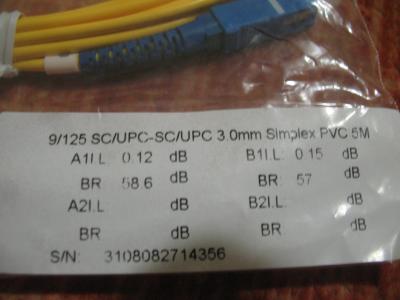 9/125 SC/UPC-SC/UPC 3.0mm Simplex PVC 5M
A1I.L: 0.12 dB B1I.L: 0.15 dB
BR: 58.6 dB BR: 57 dB
A2I.L dB B2I.L: dB
BR dB BR: dB
S/N: 3108082714356